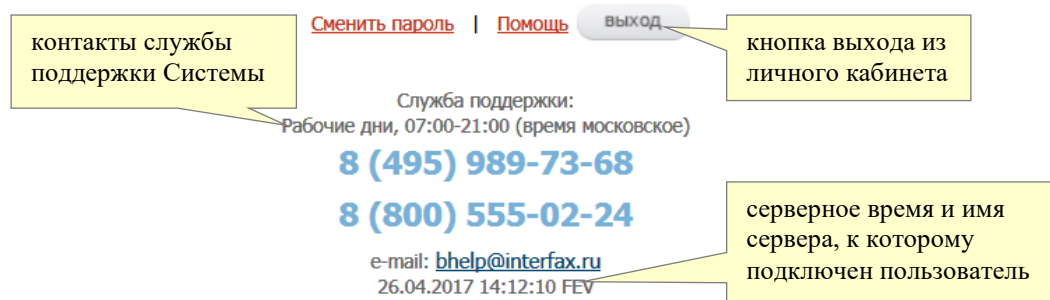 Сменить пароль | Помощь выход
контакты службы
поддержки Системы
кнопка выхода из
личного кабинета
Служба поддержки:
Рабочие дни, 07:00-21:00 (время московское)
8 (495) 989-73-68
8 (800) 555-02-24
серверное время и имя
сервера, к которому
подключен пользователь
e-mail: bhelp@interfax.ru
26.04.2017 14:12:10 FEV